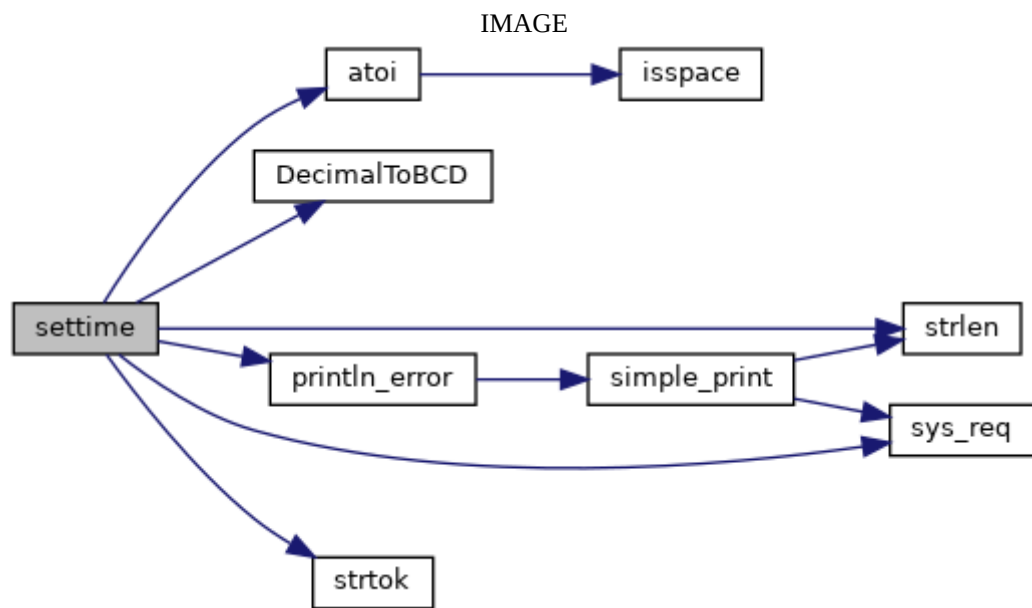 IMAGE
atoi
isspace
DecimalToBCD
settime
strlen
println_error
simple_print
sys_req
strtok